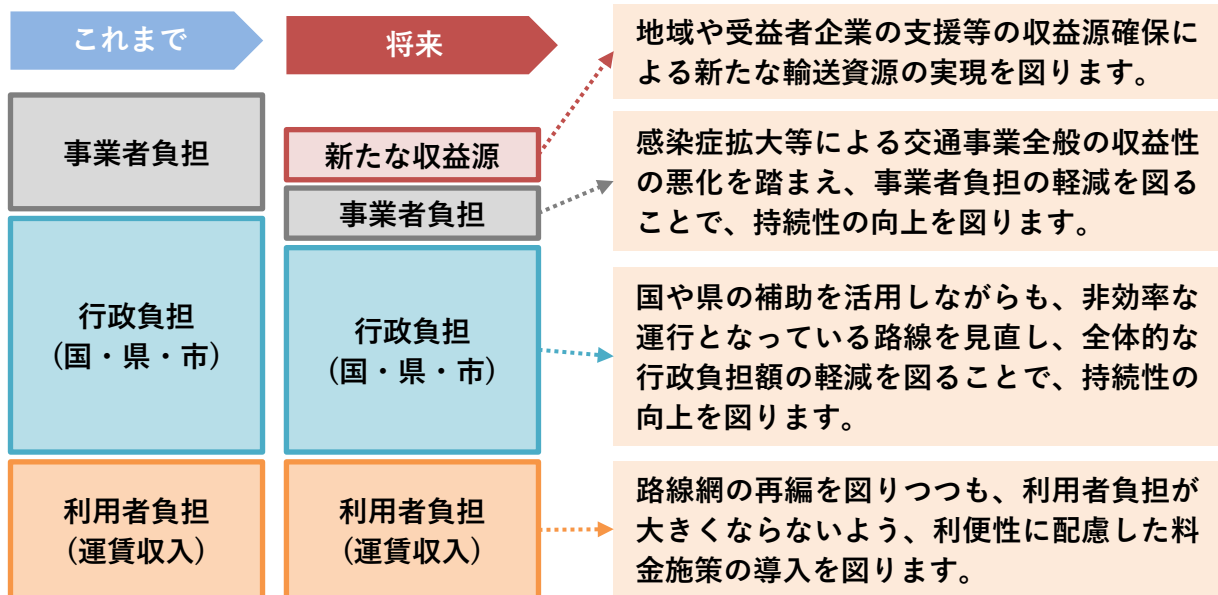 これまで
将来
事業者負担
行政負担
(国・県・市)
利用者負担
(運賃収入)
新たな収益源
事業者負担
行政負担
(国・県・市)
利用者負担
(運賃収入)
地域や受益者企業の支援等の収益源確保に
よる新たな輸送資源の実現を図ります。
感染症拡大等による交通事業全般の収益性
の悪化を踏まえ、事業者負担の軽減を図る
ことで、持続性の向上を図ります。
国や県の補助を活用しながらも、非効率な
運行となっている路線を見直し、全体的な
行政負担額の軽減を図ることで、持続性の
向上を図ります。
路線網の再編を図りつつも、利用者負担が
大きくならないよう、利便性に配慮した料
金施策の導入を図ります。